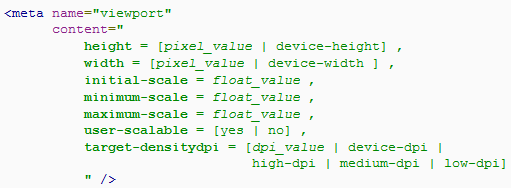 <meta name="viewport"
content="
height = [pixel_value | device-height] ,
width = [pixel_value | device-width ] ,
initial-scale = float_value ,
minimum-scale = float_value ,
maximum-scale = float_value ,
user-scalable = [yes | no] ,
target-densitydpi = [dpi_value | device-dpi |
high-dpi | medium-dpi | low-dpi]
" />